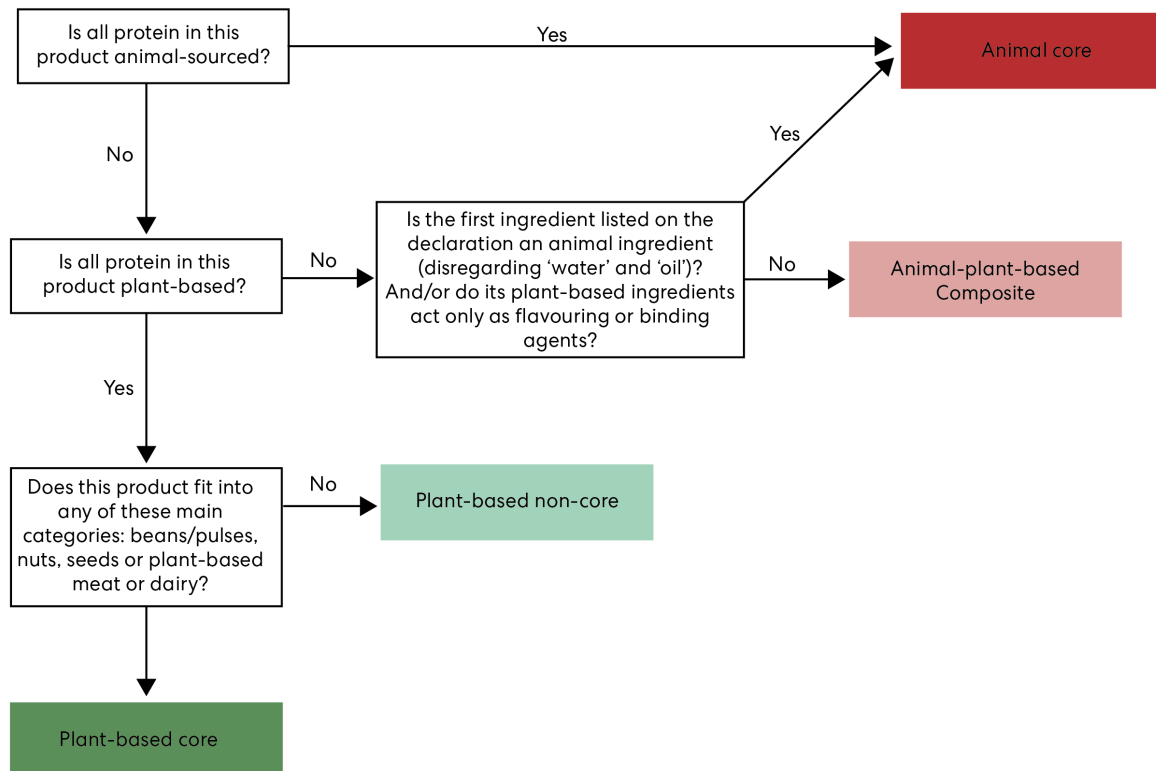 Is all protein in this
product animal-sourced?
Yes
Animal core
No
Yes
Is all protein in this
product plant-based?
No
Is the first ingredient listed on the
declaration an animal ingredient
(disregarding ‘water’ and ‘oil’)?
And/or do its plant-based ingredients
act only as flavouring or binding
agents?
No
Animal-plant-based
Composite
Yes
Does this product fit into
any of these main
categories: beans/pulses,
nuts, seeds or plant-based
meat or dairy?
No
Plant-based non-core
Plant-based core